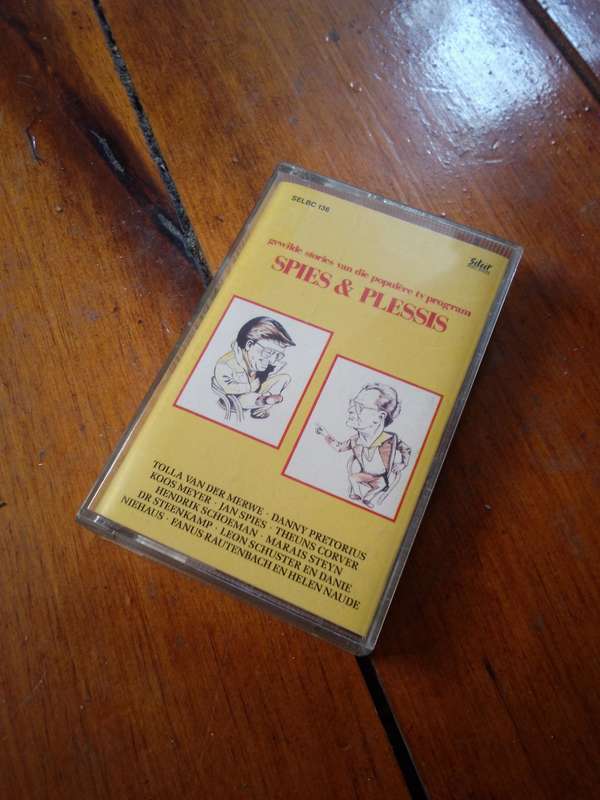 SELBC 136
Select
gewilde stories van die populêre tv program
SPIES & PLESSIS
TOLLA VAN DER MERWE · DANNY PRETORIUS
KOOS MEYER · JAN SPIES · THEUNS CORVER
HENDRIK SCHOEMAN · MARAIS STEYN
DR STEENKAMP · LEON SCHUSTER EN DANIE
NIEHAUS · FANUS RAUTENBACH EN HELEN NAUDE